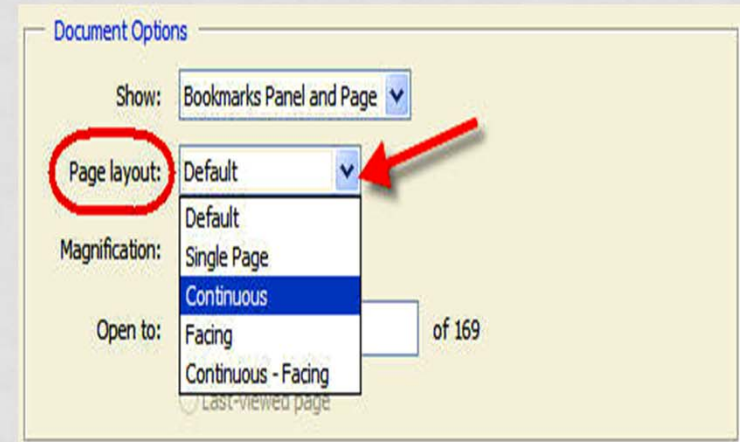 Document Options
Show: Bookmarks Panel and Page
Page layout: Default
Default
Magnification: Single Page
Continuous
Open to: Facing of 169
Continuous - Facing
Last-viewed page